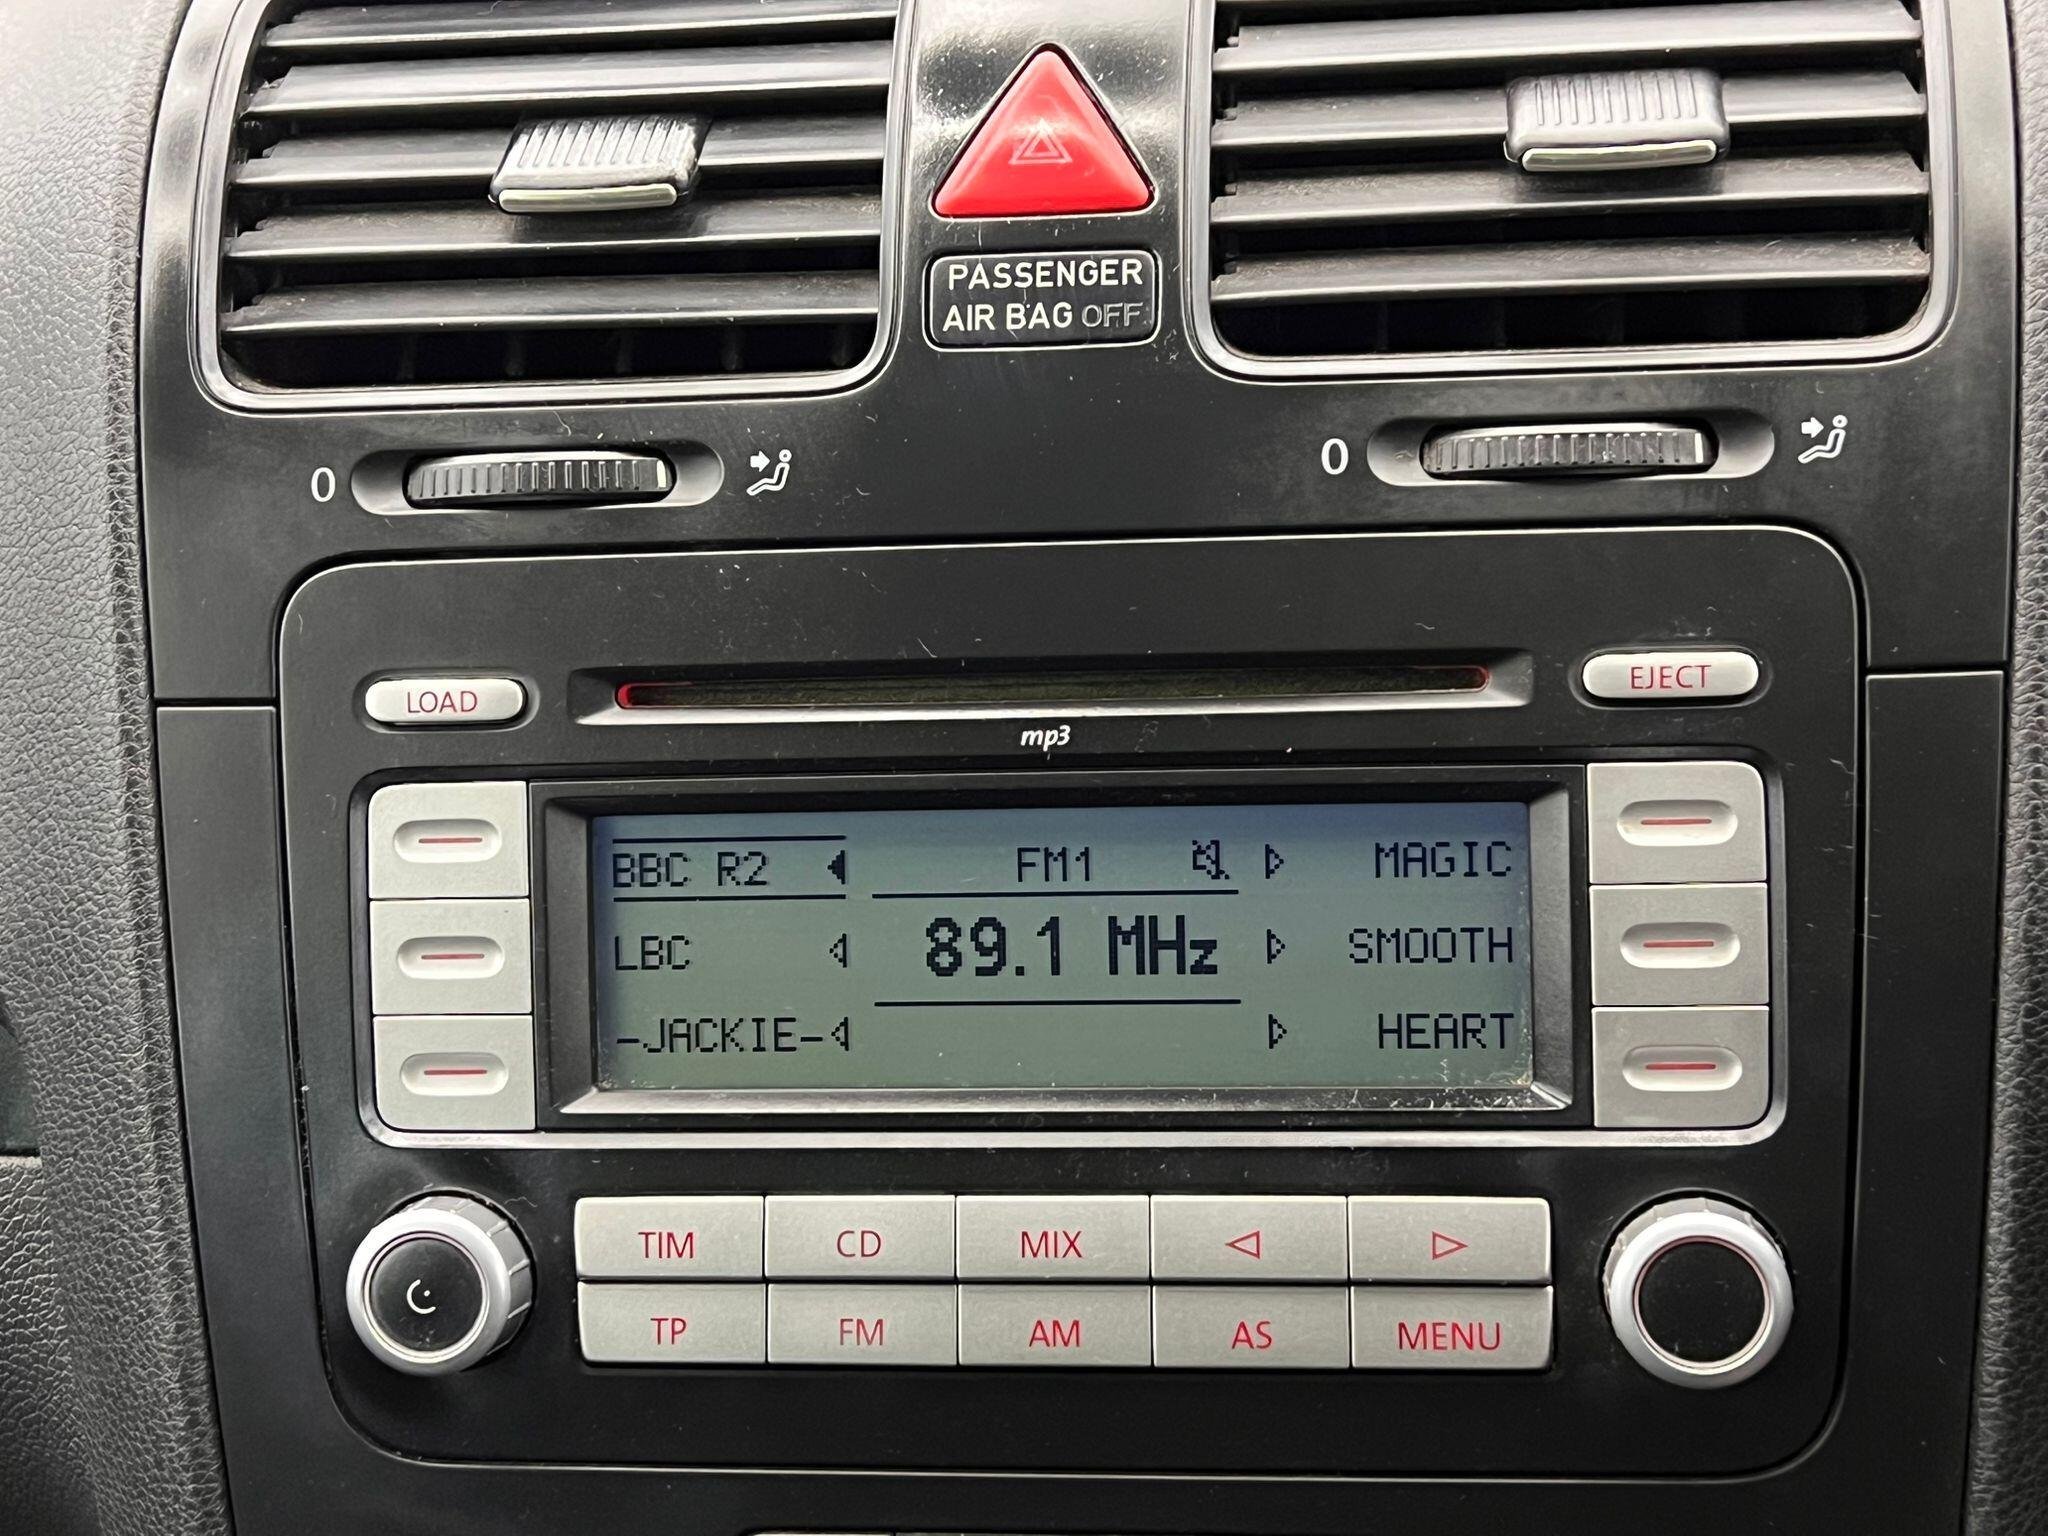 PASSENGER
AIR BAG OFF
0
0
LOAD
EJECT
mp3
BBC R2 FM1 MAGIC
LBC 89.1 MHz SMOOTH
-JACKIE- HEART
TIM CD MIX
TP FM AM AS MENU